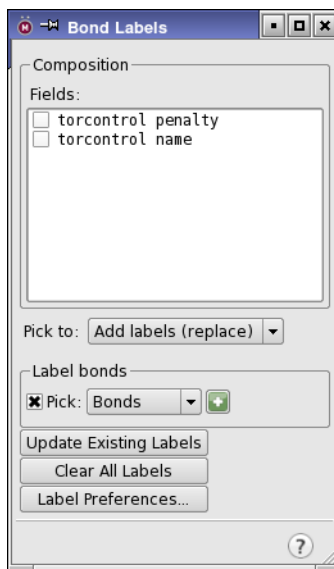 Bond Labels
Composition
Fields:
torcontrol penalty
torcontrol name
Pick to: Add labels (replace)
Label bonds
Pick: Bonds
Update Existing Labels
Clear All Labels
Label Preferences...
?